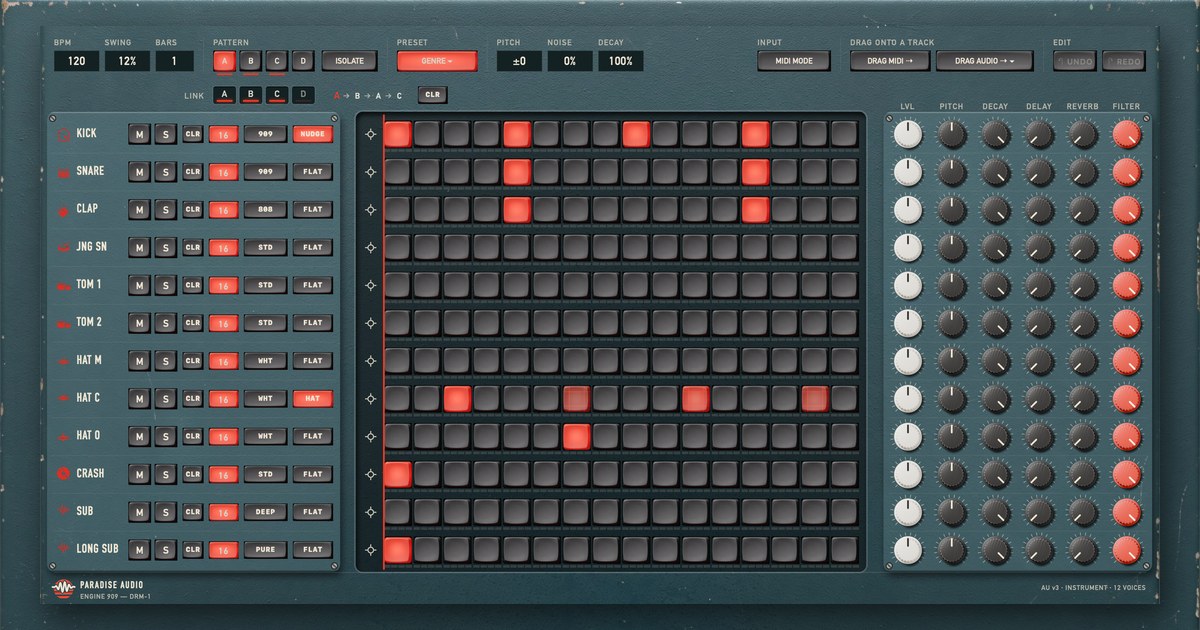 BPM SWING BARS PATTERN PRESET PITCH NOISE DECAY INPUT DRAG ONTO A TRACK EDIT
120 12% 1 A B C D ISOLATE GENRE ±0 0% 100% MIDI MODE DRAG MIDI → DRAG AUDIO → UNDO REDO
LINK A B C D A → B → A → C CLR
LVL PITCH DECAY DELAY REVERB FILTER
KICK M S CLR 16 909 NUDGE
SNARE M S CLR 16 909 FLAT
CLAP M S CLR 16 808 FLAT
JNG SN M S CLR 16 STD FLAT
TOM 1 M S CLR 16 STD FLAT
TOM 2 M S CLR 16 STD FLAT
HAT M M S CLR 16 WHT FLAT
HAT C M S CLR 16 WHT HAT
HAT O M S CLR 16 WHT FLAT
CRASH M S CLR 16 STD FLAT
SUB M S CLR 16 DEEP FLAT
LONG SUB M S CLR 16 PURE FLAT
PARADISE AUDIO
ENGINE 909 — DRM-1
AU v3 · INSTRUMENT · 12 VOICES